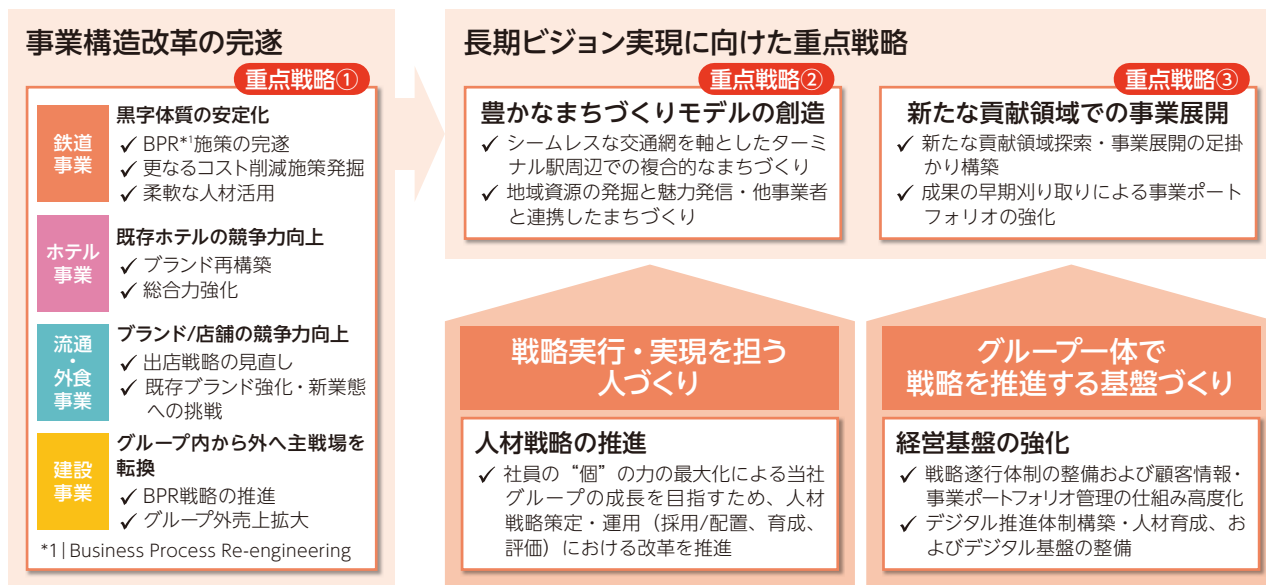 事業構造改革の完遂
重点戦略①
鉄道
事業
黒字体質の安定化
✓ BPR*1施策の完遂
✓ 更なるコスト削減施策発掘
✓ 柔軟な人材活用
ホテル
事業
既存ホテルの競争力向上
✓ ブランド再構築
✓ 総合力強化
流通
・
外食
事業
ブランド/店舗の競争力向上
✓ 出店戦略の見直し
✓ 既存ブランド強化・新業態
への挑戦
建設
事業
グループ内から外へ主戦場を
転換
✓ BPR戦略の推進
✓ グループ外売上拡大
*1|Business Process Re-engineering
長期ビジョン実現に向けた重点戦略
重点戦略②
豊かなまちづくりモデルの創造
✓ シームレスな交通網を軸としたターミ
ナル駅周辺での複合的なまちづくり
✓ 地域資源の発掘と魅力発信・他事業者
と連携したまちづくり
重点戦略③
新たな貢献領域での事業展開
✓ 新たな貢献領域探索・事業展開の足掛
かり構築
✓ 成果の早期刈り取りによる事業ポート
フォリオの強化
戦略実行・実現を担う
人づくり
人材戦略の推進
✓ 社員の“個”の力の最大化による当社
グループの成長を目指すため、人材
戦略策定・運用（採用/配置、育成、
評価）における改革を推進
グループ一体で
戦略を推進する基盤づくり
経営基盤の強化
✓ 戦略遂行体制の整備および顧客情報・
事業ポートフォリオ管理の仕組み高度化
✓ デジタル推進体制構築・人材育成、お
よびデジタル基盤の整備